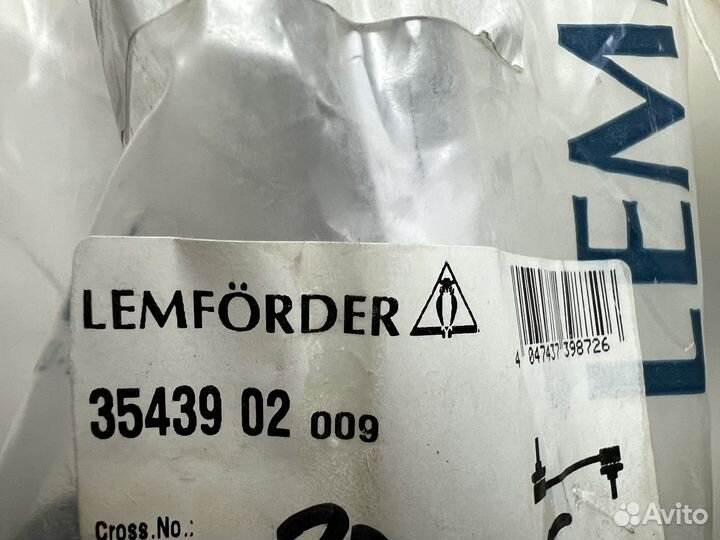 LEMFÖRDER
4 047437 398726
35439 02 009
Cross.No.:
LEM
Avito